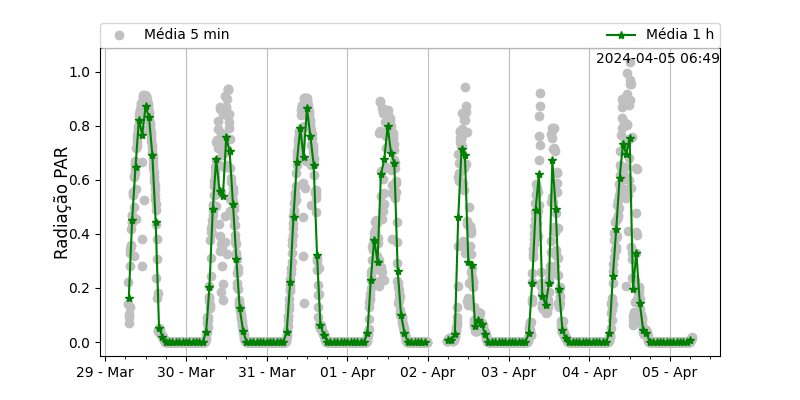 Média 5 min
Média 1 h
2024-04-05 06:49
Radiação PAR
1.0
0.8
0.6
0.4
0.2
0.0
29 - Mar
30 - Mar
31 - Mar
01 - Apr
02 - Apr
03 - Apr
04 - Apr
05 - Apr